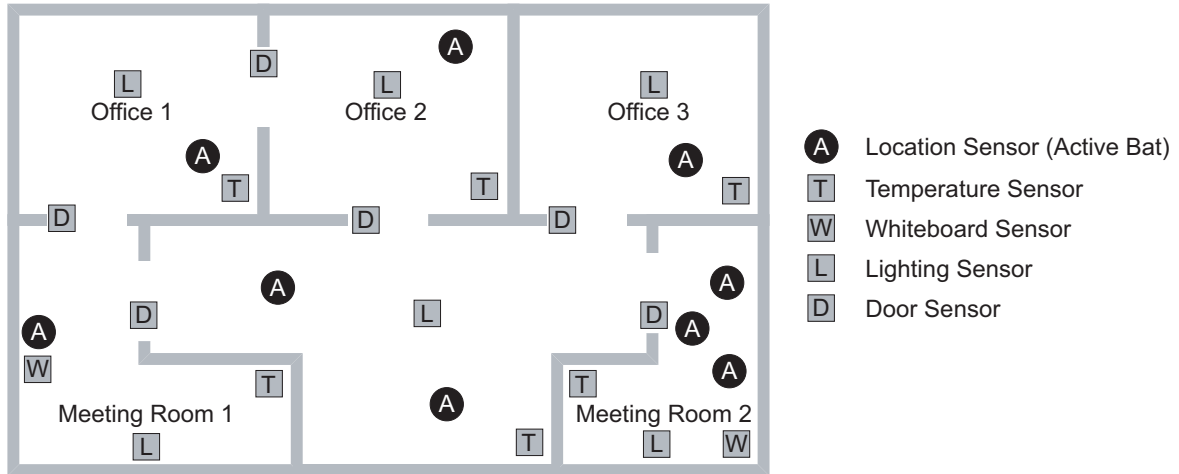 A
D
L
L
L
Office 1
Office 2
Office 3
A
A
T
T
T
D
D
D
A
A
L
D
D
A
A
W
A
T
T
A
Meeting Room 1
Meeting Room 2
L
T
L
W
A Location Sensor (Active Bat)
T Temperature Sensor
W Whiteboard Sensor
L Lighting Sensor
D Door Sensor